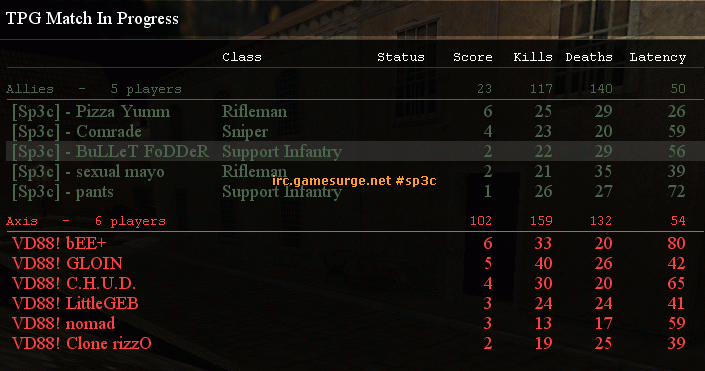 TPG Match In Progress
Class Status Score Kills Deaths Latency
Allies - 5 players 23 117 140 50
[Sp3c] - Pizza Yumm Rifleman 6 25 29 26
[Sp3c] - Comrade Sniper 4 23 20 59
[Sp3c] - BuLLeT FoDDeR Support Infantry 2 22 29 56
[Sp3c] - sexual mayo Rifleman 2 21 35 39
irc.gamesurge.net #sp3c
[Sp3c] - pants Support Infantry 1 26 27 72
Axis - 6 players 102 159 132 54
VD88! bEE+ 6 33 20 80
VD88! GLOIN 5 40 26 42
VD88! C.H.U.D. 4 30 20 65
VD88! LittleGEB 3 24 24 41
VD88! nomad 3 13 17 59
VD88! Clone rizzO 2 19 25 39